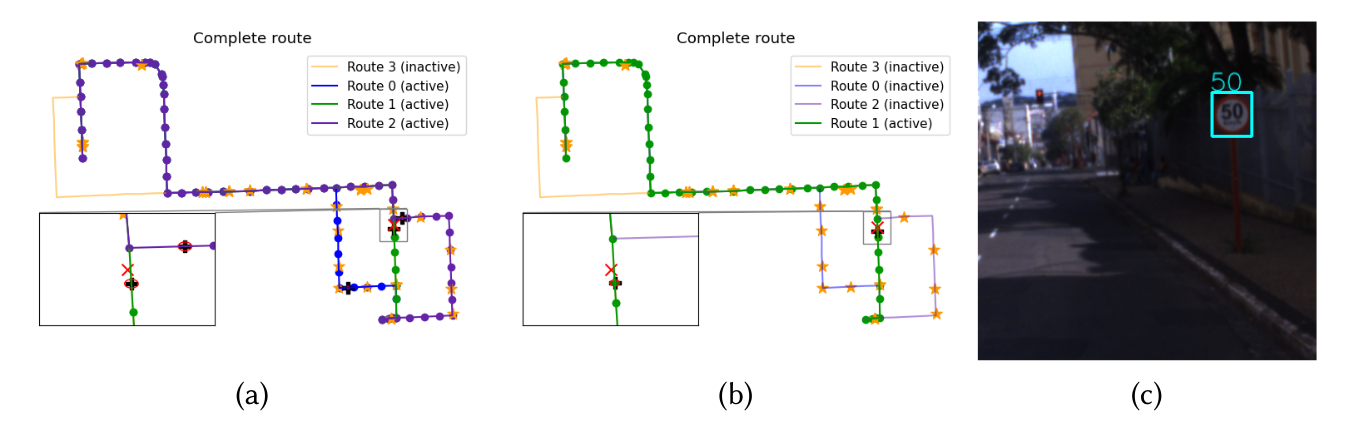 Complete route
Route 3 (inactive)
Route 0 (active)
Route 1 (active)
Route 2 (active)
(a)
Complete route
Route 3 (inactive)
Route 0 (inactive)
Route 2 (inactive)
Route 1 (active)
(b)
50
50
(c)